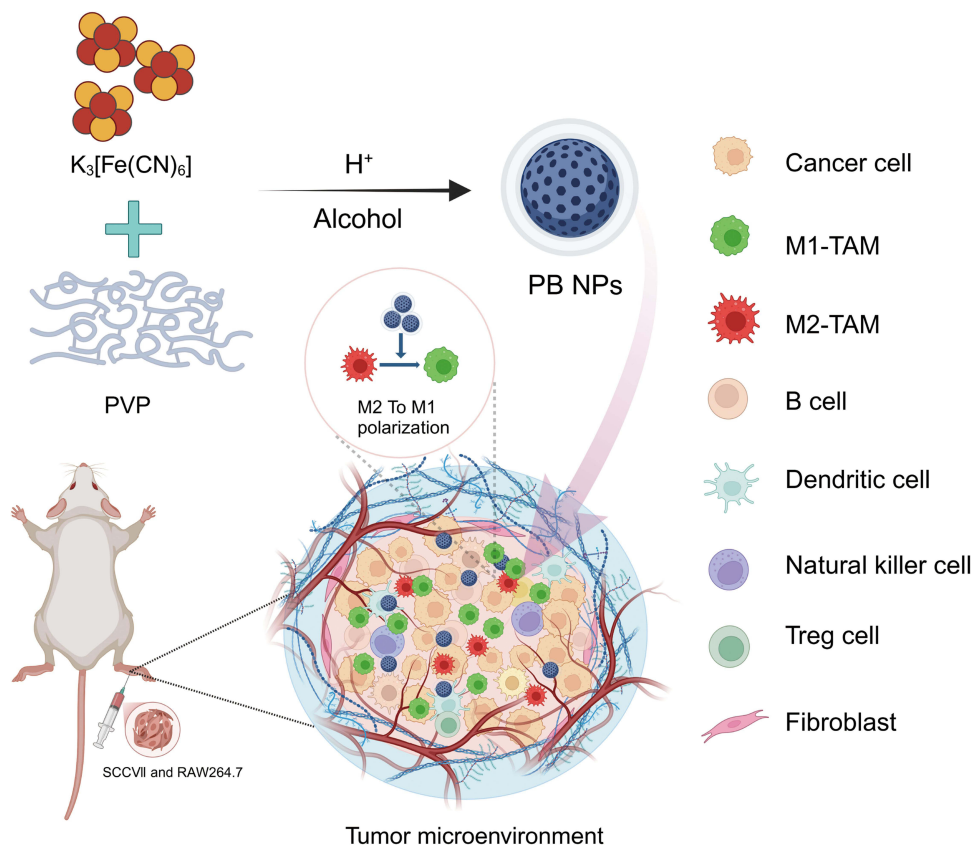 K₃[Fe(CN)₆]
PVP
H⁺
Alcohol
PB NPs
M2 To M1
polarization
SCCVII and RAW264.7
Tumor microenvironment
Cancer cell
M1-TAM
M2-TAM
B cell
Dendritic cell
Natural killer cell
Treg cell
Fibroblast